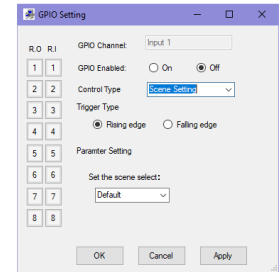 GPIO Setting
R.O R.I
GPIO Channel: Input 1
1 1 GPIO Enabled: On Off
2 2 Control Type Scene Setting
3 3 Trigger Type
4 4 Rising edge Falling edge
5 5 Paramter Setting
6 6 Set the scene select:
7 7 Default
8 8
OK Cancel Apply